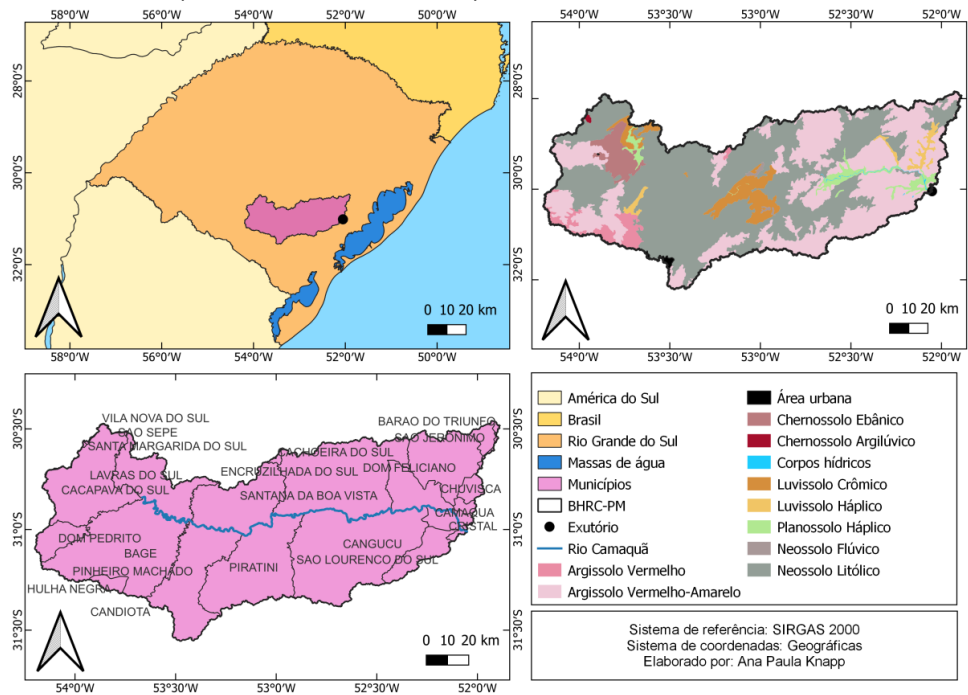 58°0'O 56°0'O 54°0'O 52°0'O 50°0'O
28°0'S
30°0'S
32°0'S
0 10 20 km
58°0'O 56°0'O 54°0'O 52°0'O 50°0'O
54°0'O 53°30'O 53°0'O 52°30'O 52°0'O
0 10 20 km
54°0'O 53°30'O 53°0'O 52°30'O 52°0'O
30°30'S
31°0'S
31°30'S
VILA NOVA DO SUL
SAO SEPE
SANTA MARGARIDA DO SUL
LAVRAS DO SUL
CACAPAVA DO SUL
DOM PEDRITO
BAGE
PINHEIRO MACHADO
HULHA NEGRA
CANDIOTA
BARAO DO TRIUNFO
SAO JERONIMO
CACHOEIRA DO SUL
ENCRUZILHADA DO SUL
DOM FELICIANO
CHUVISCA
SANTANA DA BOA VISTA
CAMAQUA
CRISTAL
CANGUCU
SAO LOURENCO DO SUL
PIRATINI
0 10 20 km
54°0'O 53°30'O 53°0'O 52°30'O 52°0'O
30°30'S
31°0'S
31°30'S
América do Sul
Brasil
Rio Grande do Sul
Massas de água
Municípios
BHRC-PM
Exutório
Rio Camaquã
Argissolo Vermelho
Argissolo Vermelho-Amarelo
Área urbana
Chernossolo Ebânico
Chernossolo Argilúvico
Corpos hídricos
Luvissolo Crômico
Luvissolo Háplico
Planossolo Háplico
Neossolo Flúvico
Neossolo Litólico
Sistema de referência: SIRGAS 2000
Sistema de coordenadas: Geográficas
Elaborado por: Ana Paula Knapp